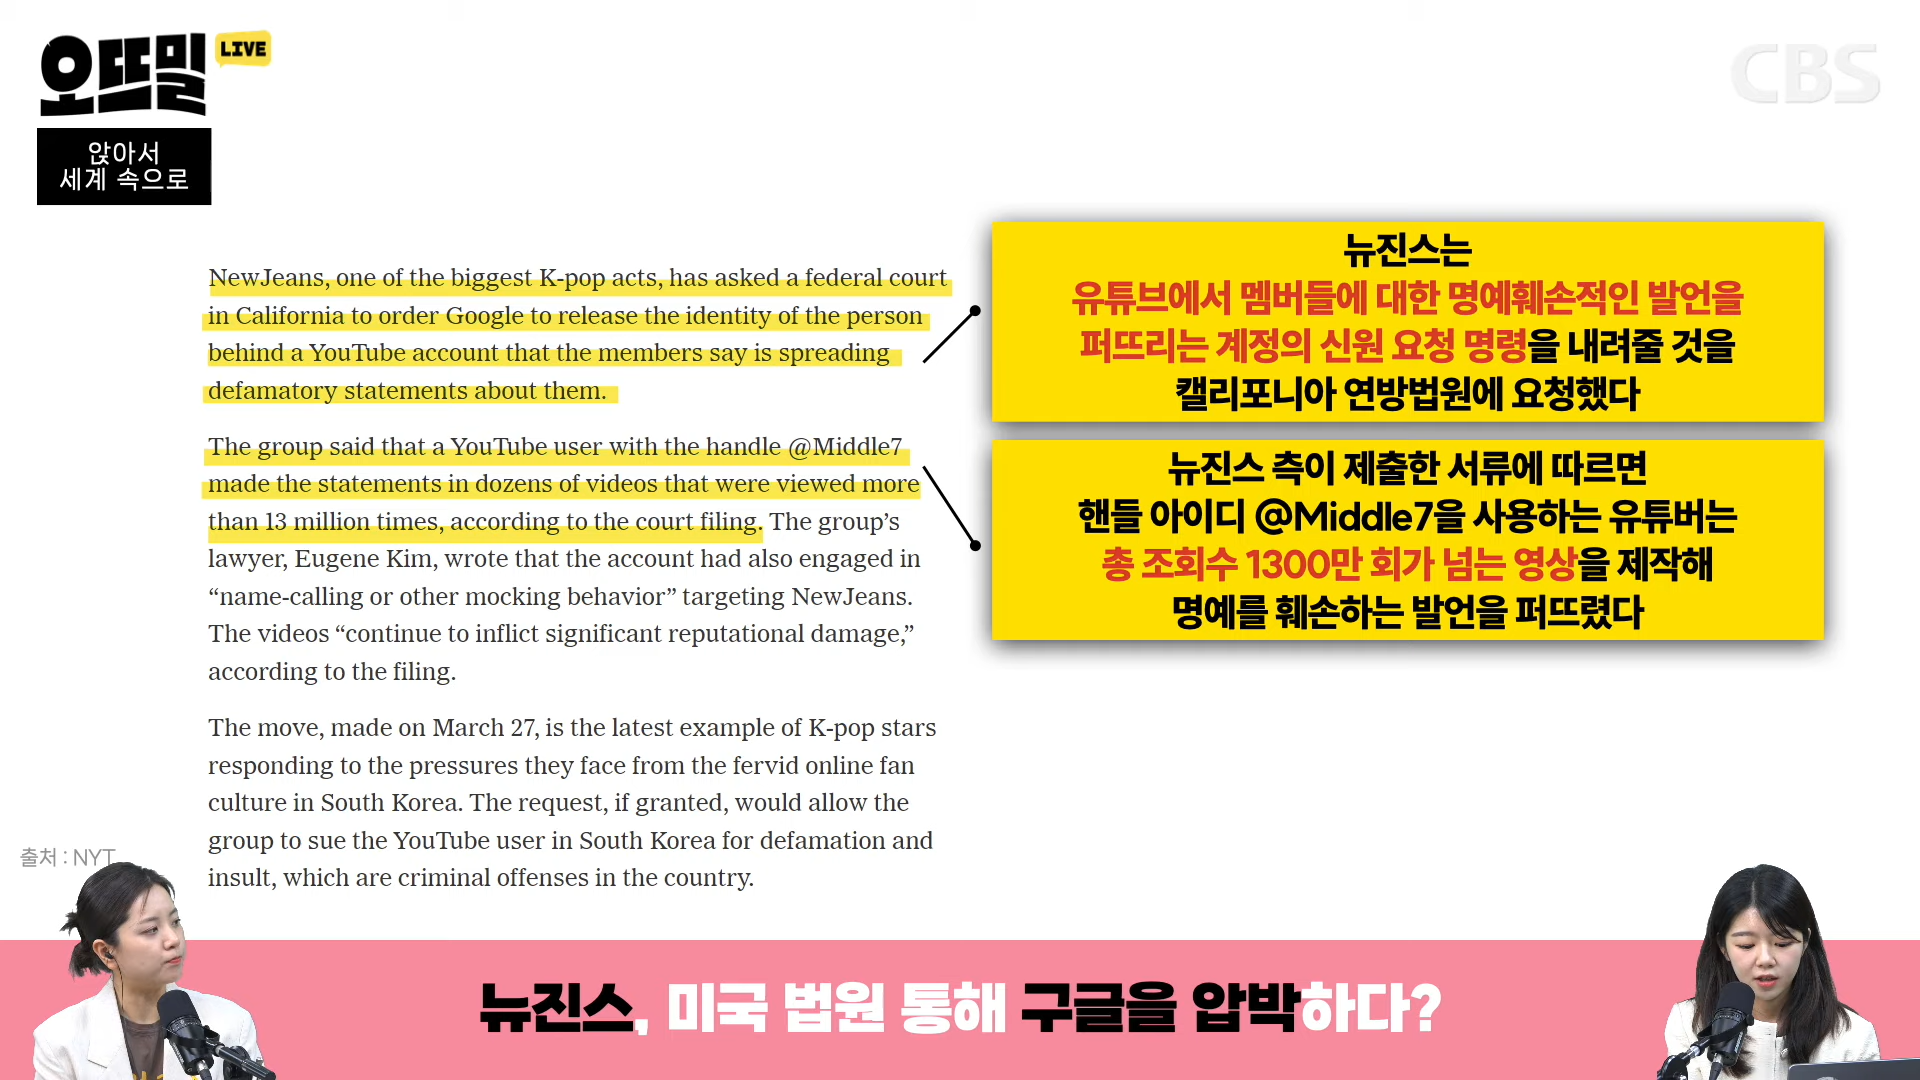 오뜨밀 LIVE
CBS
앉아서
세계 속으로
NewJeans, one of the biggest K-pop acts, has asked a federal court
in California to order Google to release the identity of the person
behind a YouTube account that the members say is spreading
defamatory statements about them.
The group said that a YouTube user with the handle @Middle7
made the statements in dozens of videos that were viewed more
than 13 million times, according to the court filing. The group’s
lawyer, Eugene Kim, wrote that the account had also engaged in
“name-calling or other mocking behavior” targeting NewJeans.
The videos “continue to inflict significant reputational damage,”
according to the filing.
The move, made on March 27, is the latest example of K-pop stars
responding to the pressures they face from the fervid online fan
culture in South Korea. The request, if granted, would allow the
group to sue the YouTube user in South Korea for defamation and
insult, which are criminal offenses in the country.
뉴진스는
유튜브에서 멤버들에 대한 명예훼손적인 발언을
퍼뜨리는 계정의 신원 요청 명령을 내려줄 것을
캘리포니아 연방법원에 요청했다
뉴진스 측이 제출한 서류에 따르면
핸들 아이디 @Middle7을 사용하는 유튜버는
총 조회수 1300만 회가 넘는 영상을 제작해
명예를 훼손하는 발언을 퍼뜨렸다
출처 : NYT
뉴진스, 미국 법원 통해 구글을 압박하다?